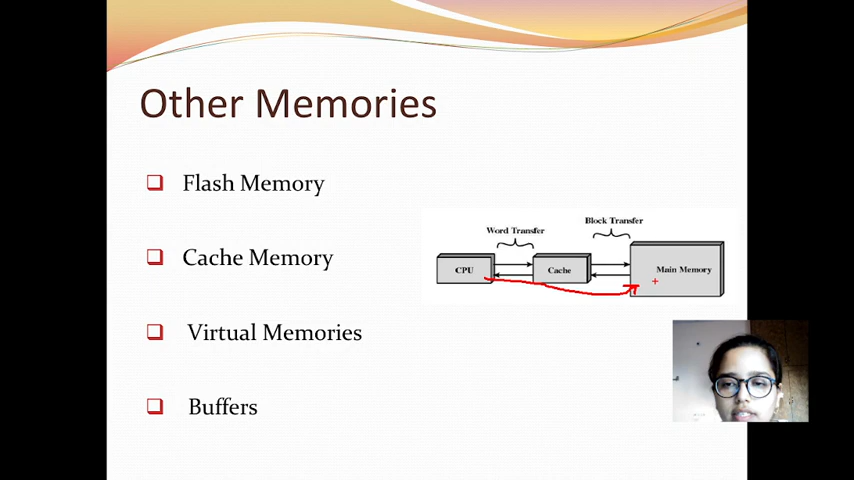 Other Memories
Flash Memory
Cache Memory
Virtual Memories
Buffers
Word Transfer
Block Transfer
CPU
Cache
Main Memory